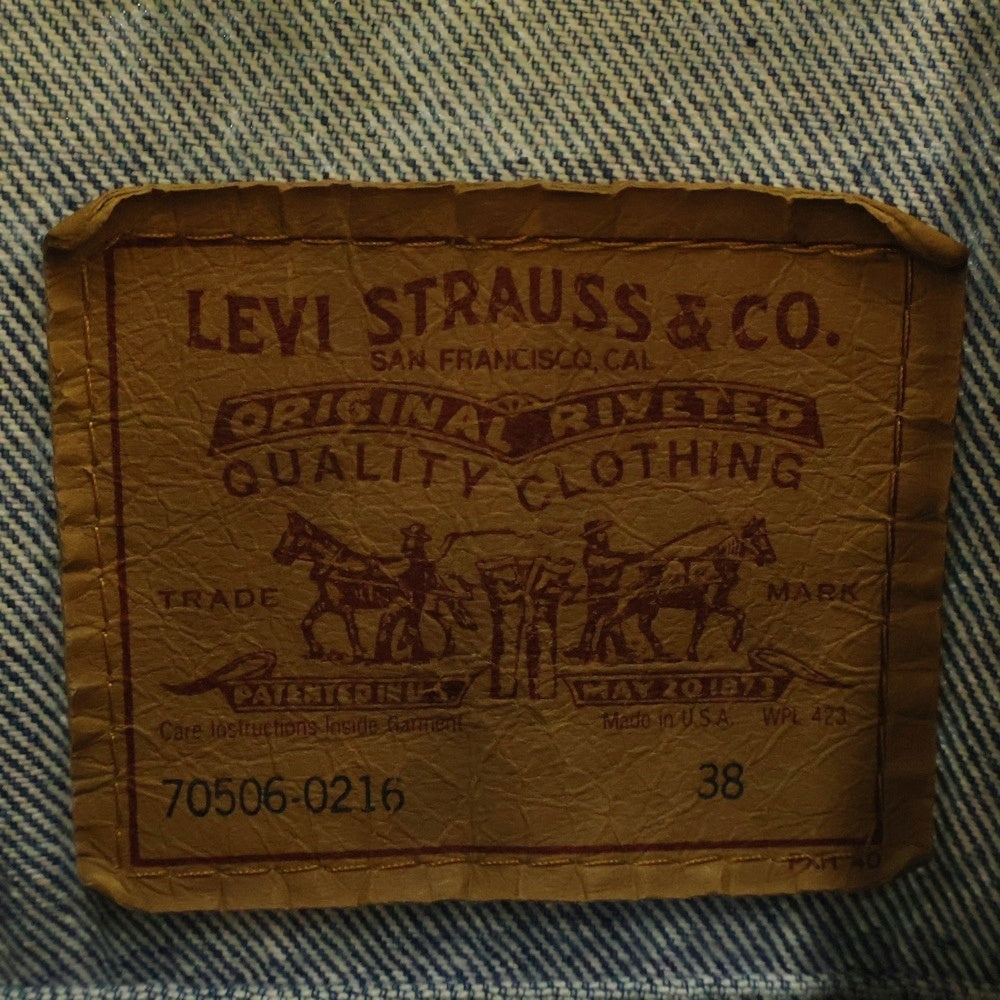 LEVI STRAUSS & CO.
SAN FRANCISCO, CAL
ORIGINAL RIVETED
QUALITY CLOTHING
TRADE MARK
PATENTED IN U.S. MAY 20 1873
Care Instructions Inside Garment Made in U.S.A. WPL 423
70506-0216 38